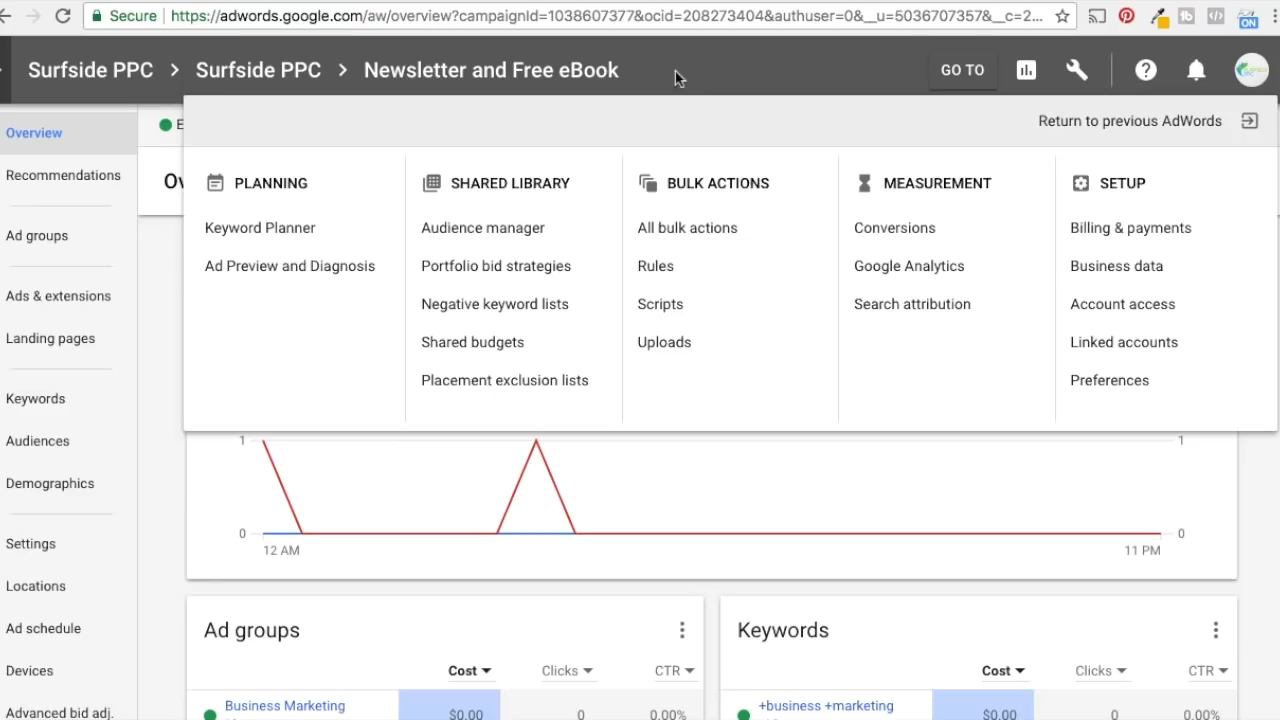 Secure https://adwords.google.com/aw/overview?campaignId=1038607377&ocid=200273404&authuser=0&__u=5036707357&__c=2...
ON
Surfside PPC > Surfside PPC > Newsletter and Free eBook
GO TO
Return to previous AdWords
Overview
Recommendations
Ad groups
Ads & extensions
Landing pages
Keywords
Audiences
Demographics
Settings
Locations
Ad schedule
Devices
Advanced bid adj.
PLANNING
Keyword Planner
Ad Preview and Diagnosis
SHARED LIBRARY
Audience manager
Portfolio bid strategies
Negative keyword lists
Shared budgets
Placement exclusion lists
BULK ACTIONS
All bulk actions
Rules
Scripts
Uploads
MEASUREMENT
Conversions
Google Analytics
Search attribution
SETUP
Billing & payments
Business data
Account access
Linked accounts
Preferences
1 1
0 0
12 AM 11 PM
Ad groups
Cost Clicks CTR
Business Marketing
$0.00 0 0.00%
Keywords
Cost Clicks CTR
+business +marketing
$0.00 0 0.00%